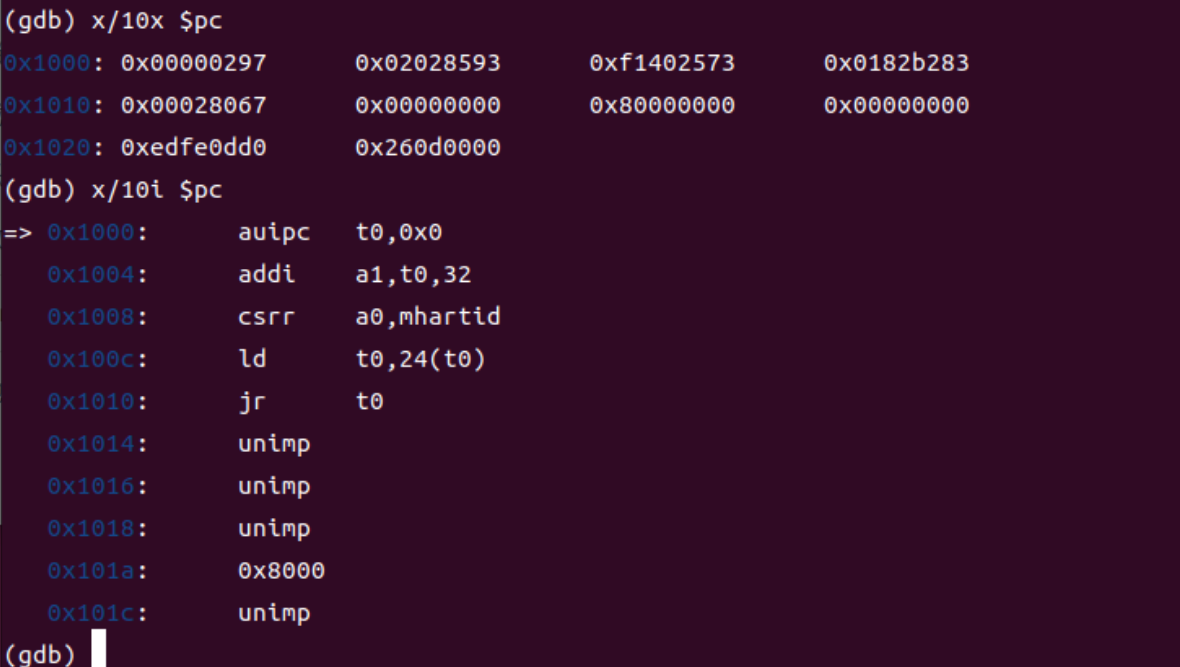 (gdb) x/10x $pc
0x1000: 0x00000297 0x02028593 0xf1402573 0x0182b283
0x1010: 0x00028067 0x00000000 0x80000000 0x00000000
0x1020: 0xedfe0dd0 0x260d0000
(gdb) x/10i $pc
=> 0x1000: auipc t0,0x0
0x1004: addi a1,t0,32
0x1008: csrr a0,mhartid
0x100c: ld t0,24(t0)
0x1010: jr t0
0x1014: unimp
0x1016: unimp
0x1018: unimp
0x101a: 0x8000
0x101c: unimp
(gdb)